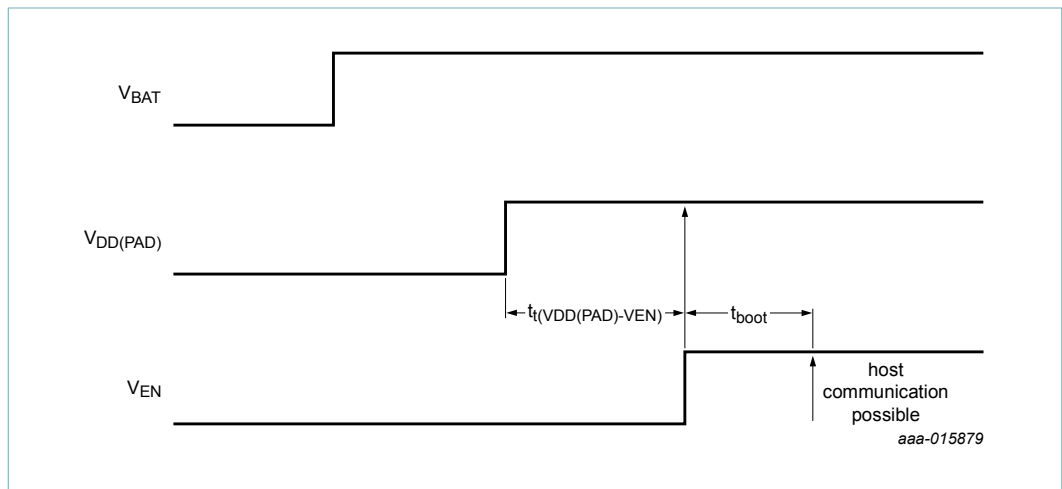 VBAT
VDD(PAD)
tt(VDD(PAD)-VEN)
tboot
VEN
host
communication
possible
aaa-015879